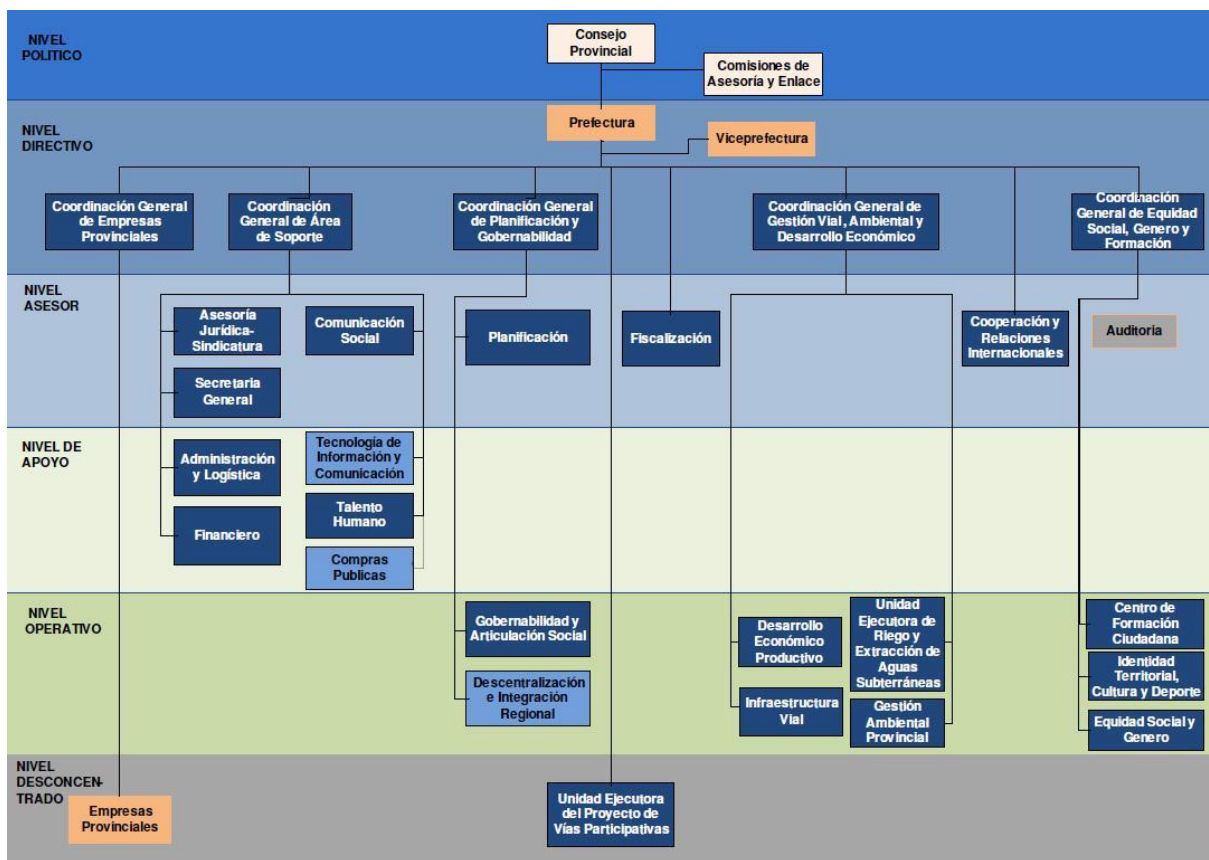 NIVEL
POLITICO
Consejo
Provincial
Comisiones de
Asesoría y Enlace
NIVEL
DIRECTIVO
Prefectura
Viceprefectura
Coordinación General
de Empresas
Provinciales
Coordinación
General de Área
de Soporte
Coordinación General
de Planificación y
Gobernabilidad
Coordinación General de
Gestión Vial, Ambiental y
Desarrollo Económico
Coordinación
General de Equidad
Social, Genero y
Formación
NIVEL
ASESOR
Asesoría
Jurídica-
Sindicatura
Comunicación
Social
Planificación
Fiscalización
Cooperación y
Relaciones
Internacionales
Auditoria
Secretaria
General
NIVEL DE
APOYO
Administración
y Logística
Tecnología de
Información y
Comunicación
Talento
Humano
Financiero
Compras
Publicas
NIVEL
OPERATIVO
Gobernabilidad y
Articulación Social
Descentralización
e Integración
Regional
Desarrollo
Económico
Productivo
Unidad
Ejecutora de
Riego y
Extracción de
Aguas
Subterráneas
Infraestructura
Vial
Gestión
Ambiental
Provincial
Centro de
Formación
Ciudadana
Identidad
Territorial,
Cultura y Deporte
Equidad Social y
Genero
NIVEL
DESCONCEN-
TRADO
Empresas
Provinciales
Unidad Ejecutora
del Proyecto de
Vías Participativas